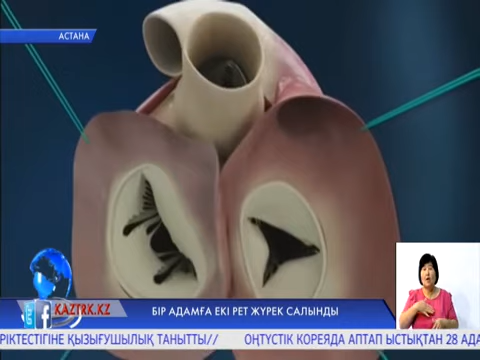 АСТАНА
KAZTRK.KZ
БІР АДАМҒА ЕКІ РЕТ ЖҮРЕК САЛЫНДЫ
РІКТЕСТІГІНЕ ҚЫЗЫҒУШЫЛЫҚ ТАНЫТТЫ// ОҢТҮСТІК КОРЕЯДА АПТАП ЫСТЫҚТАН 28 АДА